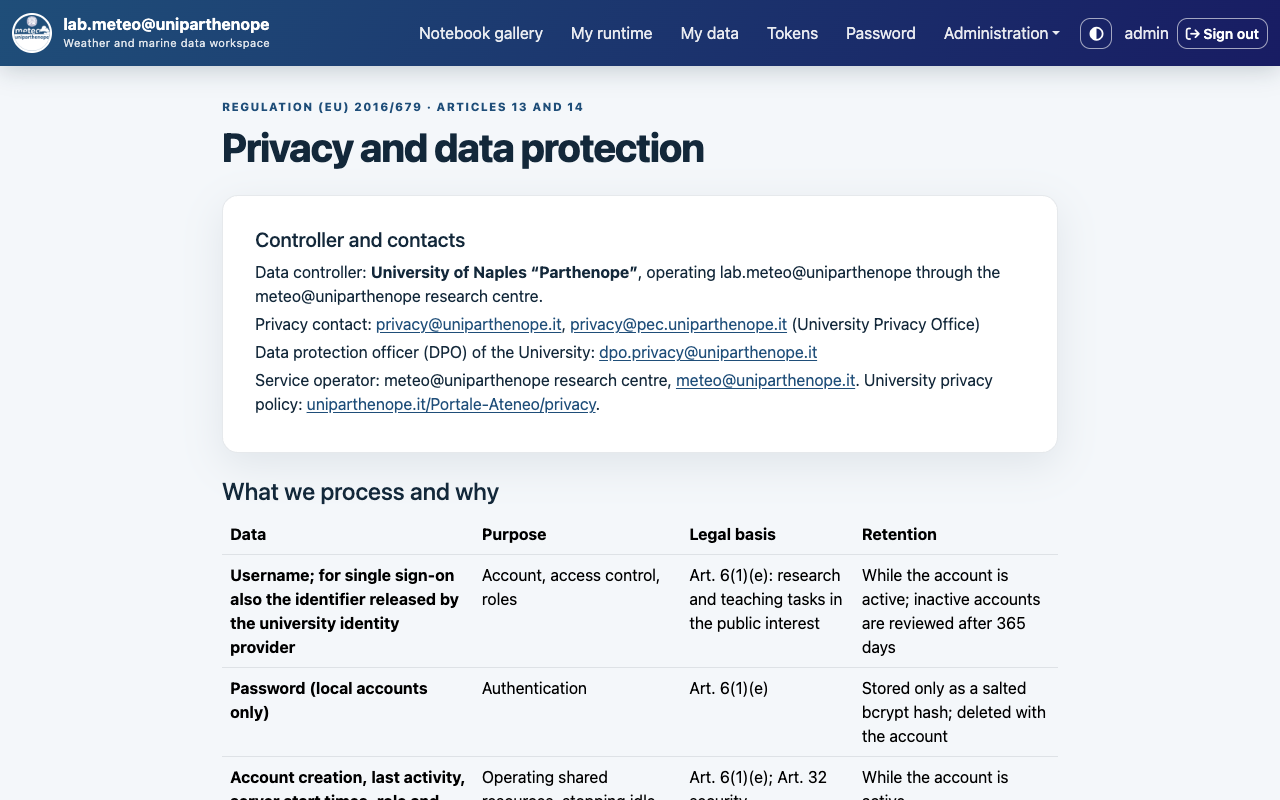 lab.meteo@uniparthenope
Weather and marine data workspace
Notebook gallery
My runtime
My data
Tokens
Password
Administration
admin
Sign out
REGULATION (EU) 2016/679 · ARTICLES 13 AND 14
Privacy and data protection
Controller and contacts
Data controller: University of Naples “Parthenope”, operating lab.meteo@uniparthenope through the
meteo@uniparthenope research centre.
Privacy contact: privacy@uniparthenope.it, privacy@pec.uniparthenope.it (University Privacy Office)
Data protection officer (DPO) of the University: dpo.privacy@uniparthenope.it
Service operator: meteo@uniparthenope research centre, meteo@uniparthenope.it. University privacy
policy: uniparthenope.it/Portale-Ateneo/privacy.
What we process and why
Data
Purpose
Legal basis
Retention
Username; for single sign-on
also the identifier released by
the university identity
provider
Account, access control,
roles
Art. 6(1)(e): research
and teaching tasks in
the public interest
While the account is
active; inactive accounts
are reviewed after 365
days
Password (local accounts
only)
Authentication
Art. 6(1)(e)
Stored only as a salted
bcrypt hash; deleted with
the account
Account creation, last activity,
Operating shared
Art. 6(1)(e); Art. 32
While the account is